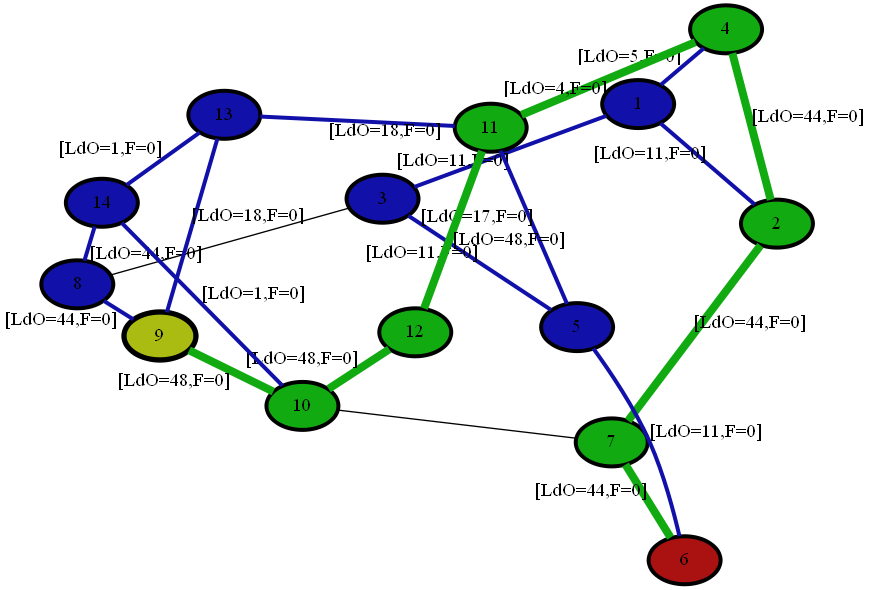 4
[LdO=5,F=0]
[LdO=4,F=0]
1
13
[LdO=44,F=0]
11
[LdO=18,F=0]
[LdO=1,F=0]
[LdO=11,F=0]
[LdO=11,F=0]
3
14
[LdO=18,F=0]
[LdO=17,F=0]
2
[LdO=48,F=0]
[LdO=44,F=0]
[LdO=11,F=0]
8
[LdO=1,F=0]
[LdO=44,F=0]
[LdO=44,F=0]
5
12
9
[LdO=48,F=0]
[LdO=48,F=0]
10
[LdO=11,F=0]
7
[LdO=44,F=0]
6